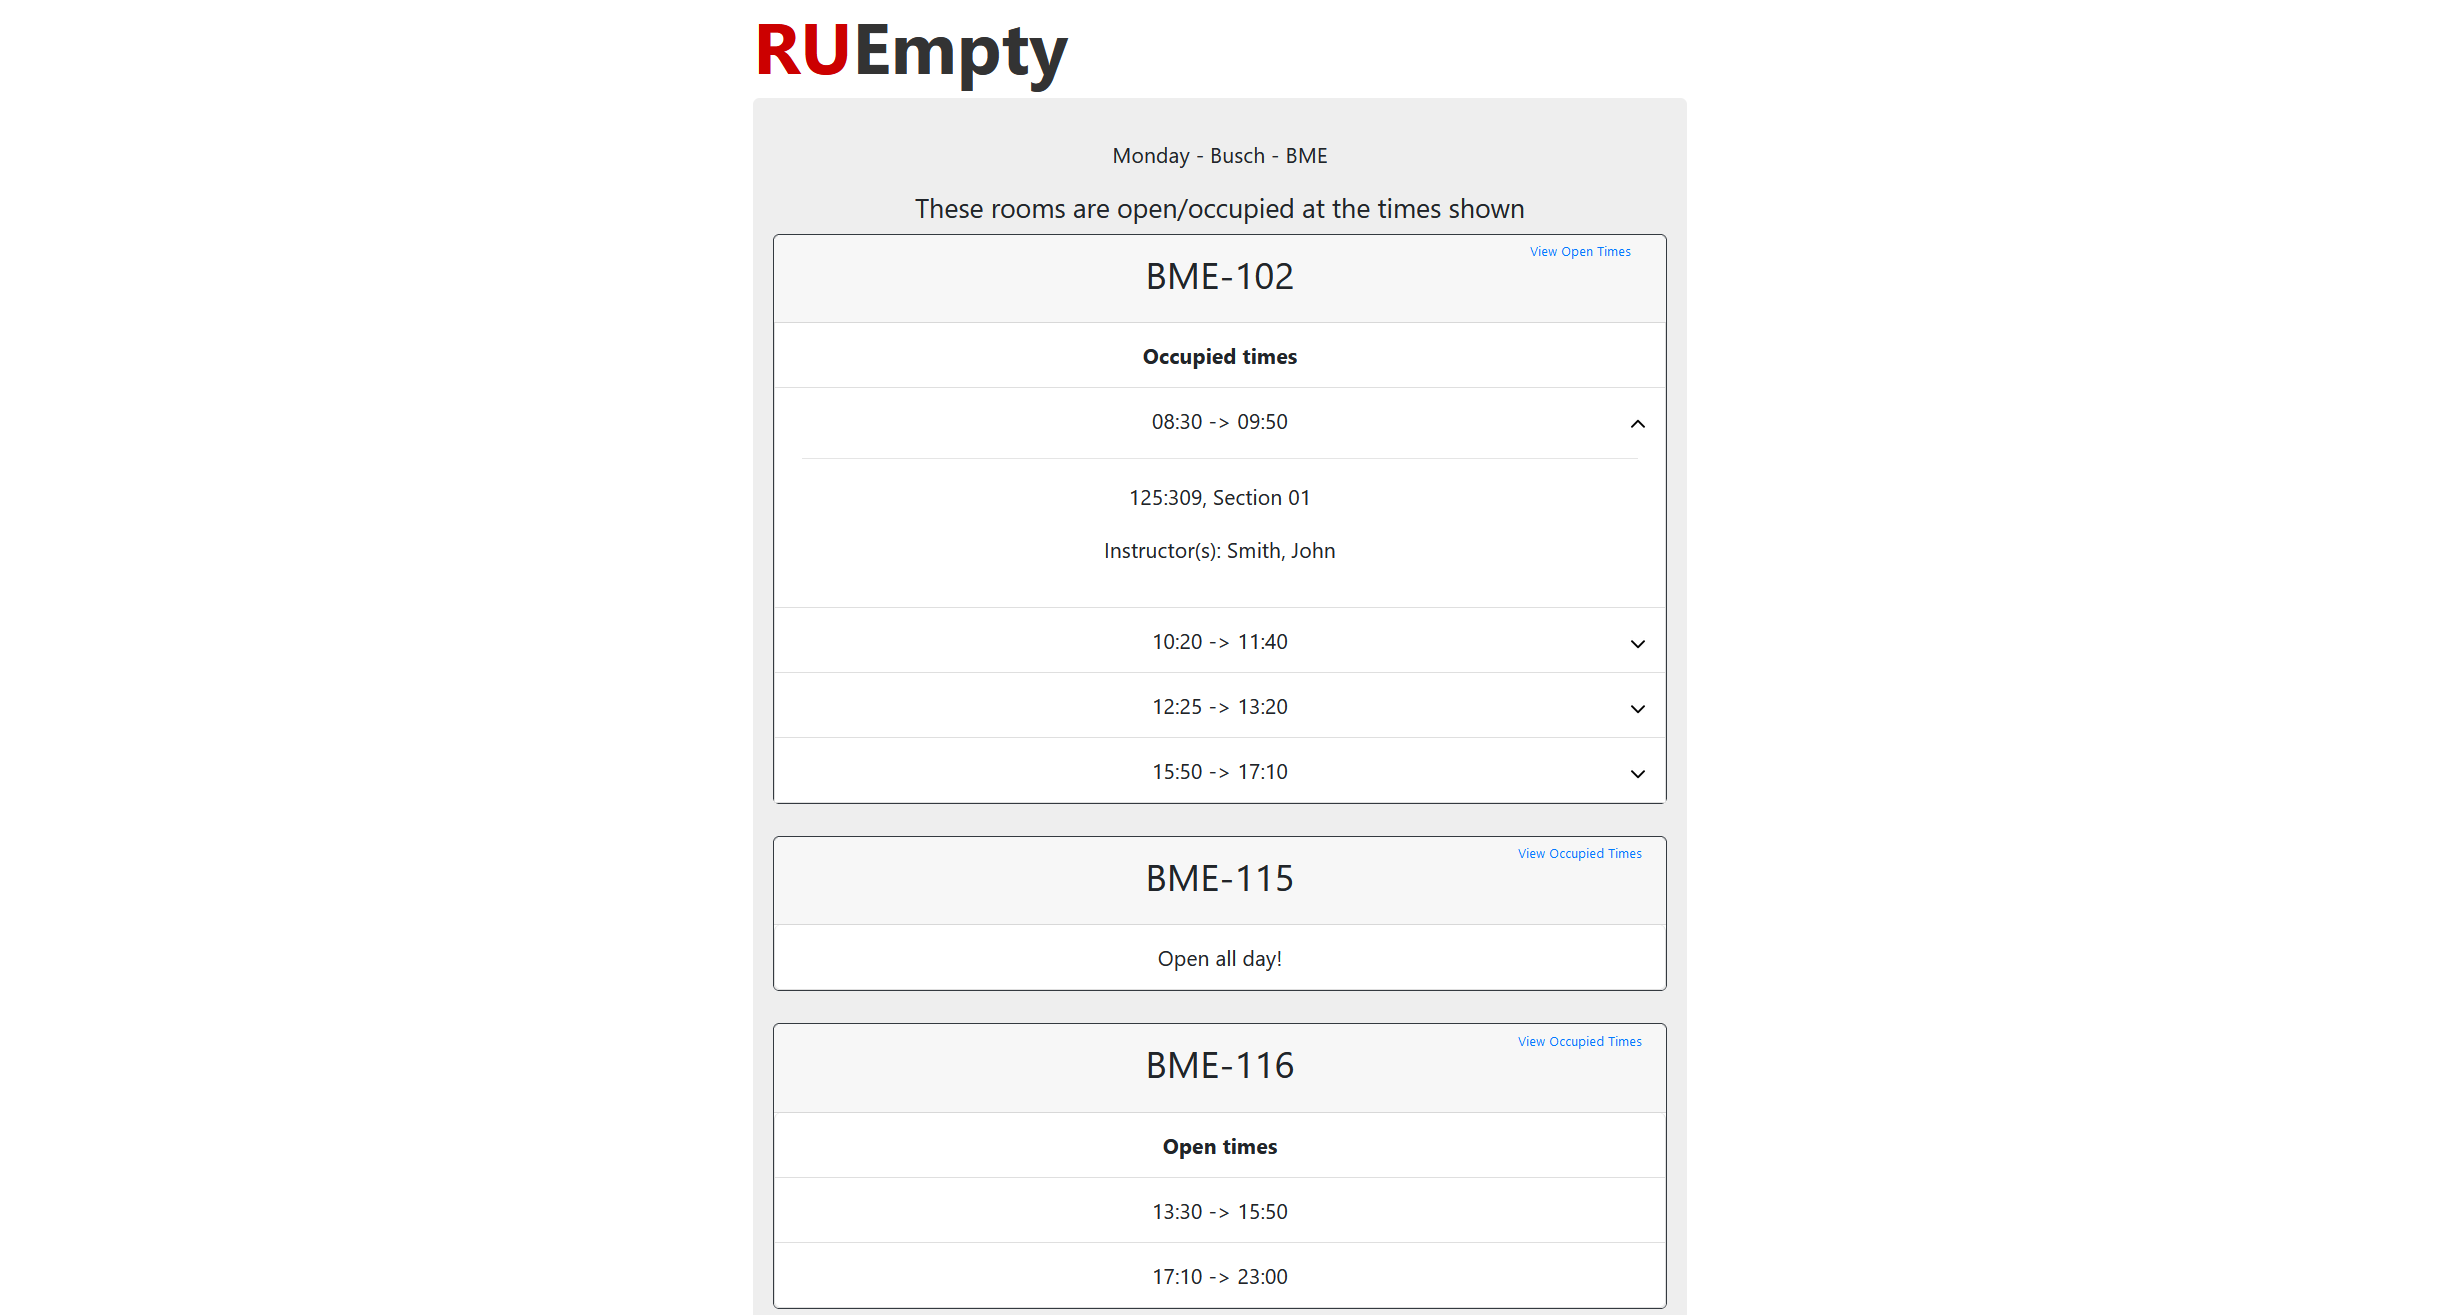 RUEmpty
Monday - Busch - BME
These rooms are open/occupied at the times shown
View Open Times
BME-102
Occupied times
08:30 -> 09:50
125:309, Section 01
Instructor(s): Smith, John
10:20 -> 11:40
12:25 -> 13:20
15:50 -> 17:10
View Occupied Times
BME-115
Open all day!
View Occupied Times
BME-116
Open times
13:30 -> 15:50
17:10 -> 23:00